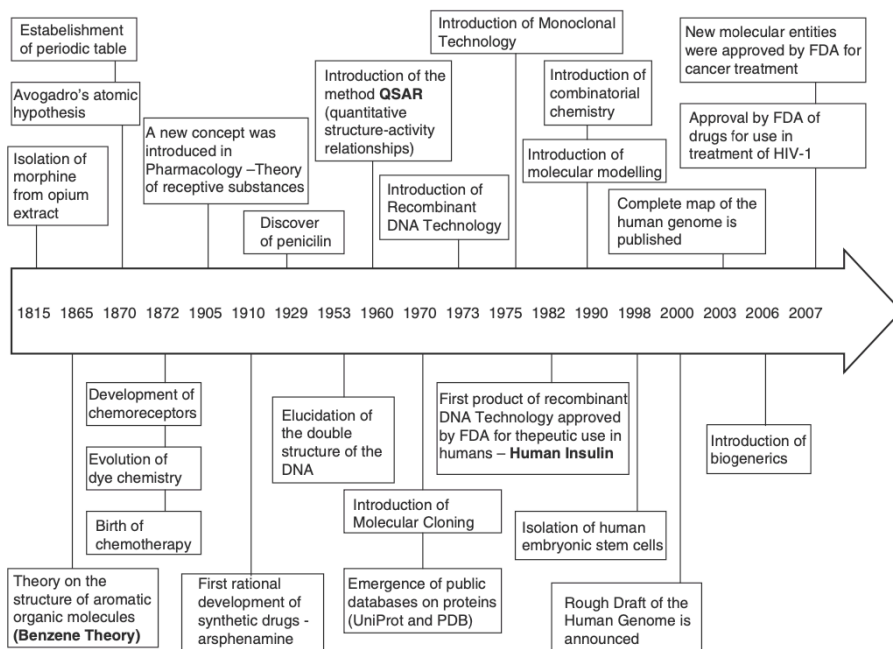 Estabelishment
of periodic table
Avogadro's atomic
hypothesis
Isolation of
morphine
from opium
extract
A new concept was
introduced in
Pharmacology –Theory
of receptive substances
Discover
of penicilin
Introduction of the
method QSAR
(quantitative
structure-activity
relationships)
Introduction of Monoclonal
Technology
Introduction of
Recombinant
DNA Technology
Introduction of
combinatorial
chemistry
Introduction of
molecular modelling
New molecular entities
were approved by FDA for
cancer treatment
Approval by FDA of
drugs for use in
treatment of HIV-1
Complete map of the
human genome is
published
1815 1865 1870 1872 1905 1910 1929 1953 1960 1970 1973 1975 1982 1990 1998 2000 2003 2006 2007
Development of
chemoreceptors
Evolution of
dye chemistry
Birth of
chemotherapy
Theory on the
structure of aromatic
organic molecules
(Benzene Theory)
First rational
development of
synthetic drugs -
arsphenamine
Elucidation of
the double
structure of the
DNA
Introduction of
Molecular Cloning
Emergence of public
databases on proteins
(UniProt and PDB)
First product of recombinant
DNA Technology approved
by FDA for thepeutic use in
humans – Human Insulin
Isolation of human
embryonic stem cells
Rough Draft of the
Human Genome is
announced
Introduction of
biogenerics